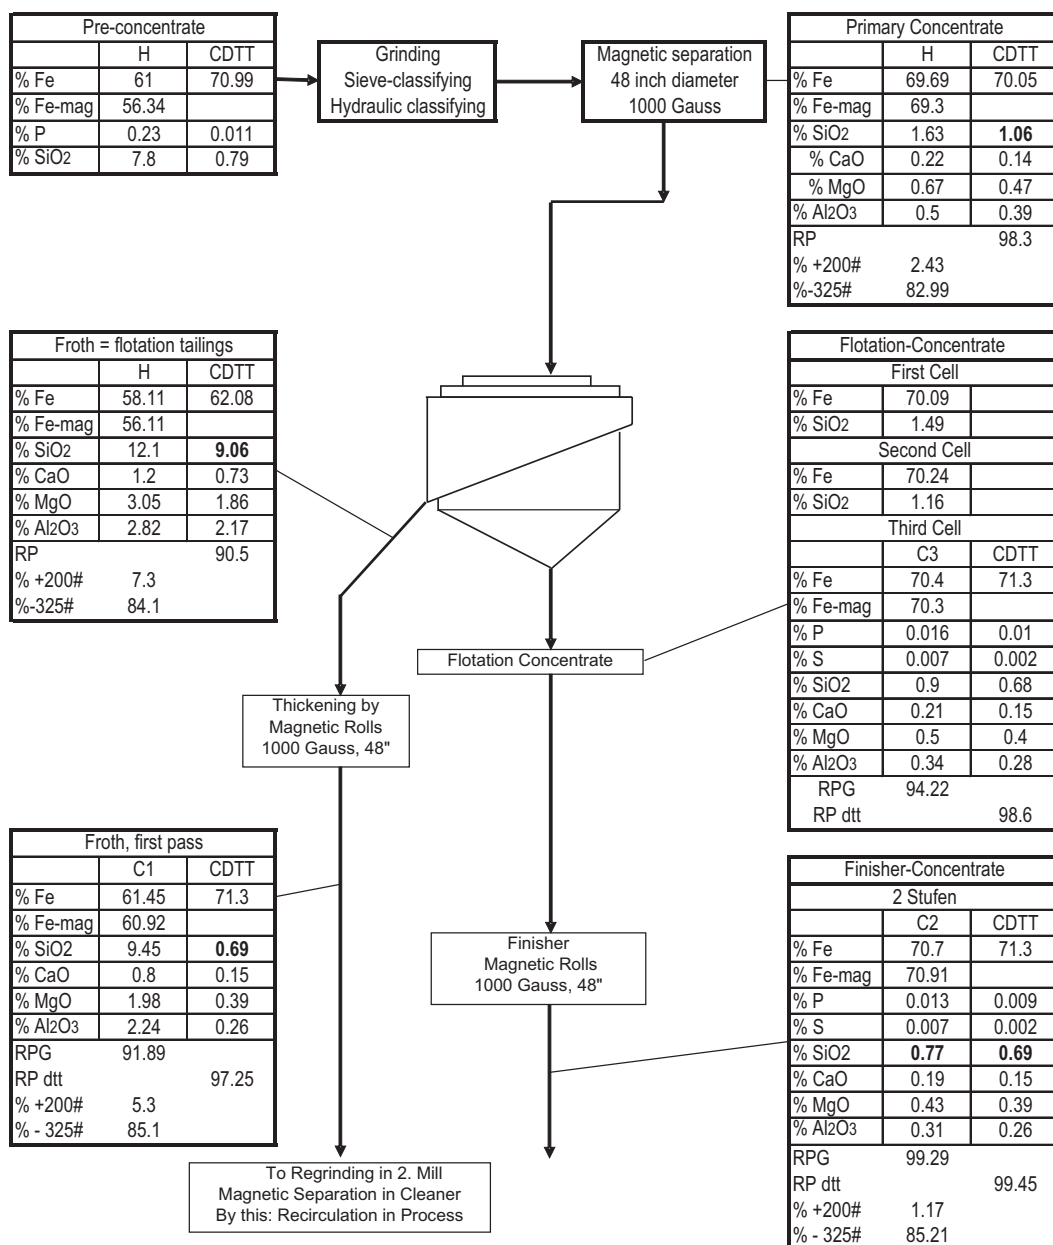 Pre-concentrate
H CDTT
% Fe 61 70.99
% Fe-mag 56.34
% P 0.23 0.011
% SiO2 7.8 0.79
Grinding
Sieve-classifying
Hydraulic classifying
Magnetic separation
48 inch diameter
1000 Gauss
Primary Concentrate
H CDTT
% Fe 69.69 70.05
% Fe-mag 69.3
% SiO2 1.63 1.06
% CaO 0.22 0.14
% MgO 0.67 0.47
% Al2O3 0.5 0.39
RP 98.3
% +200# 2.43
%-325# 82.99
Froth = flotation tailings
H CDTT
% Fe 58.11 62.08
% Fe-mag 56.11
% SiO2 12.1 9.06
% CaO 1.2 0.73
% MgO 3.05 1.86
% Al2O3 2.82 2.17
RP 90.5
% +200# 7.3
%-325# 84.1
Flotation-Concentrate
First Cell
% Fe 70.09
% SiO2 1.49
Second Cell
% Fe 70.24
% SiO2 1.16
Third Cell
C3 CDTT
% Fe 70.4 71.3
% Fe-mag 70.3
% P 0.016 0.01
% S 0.007 0.002
% SiO2 0.9 0.68
% CaO 0.21 0.15
% MgO 0.5 0.4
% Al2O3 0.34 0.28
RPG 94.22
RP dtt 98.6
Flotation Concentrate
Thickening by
Magnetic Rolls
1000 Gauss, 48"
Froth, first pass
C1 CDTT
% Fe 61.45 71.3
% Fe-mag 60.92
% SiO2 9.45 0.69
% CaO 0.8 0.15
% MgO 1.98 0.39
% Al2O3 2.24 0.26
RPG 91.89
RP dtt 97.25
% +200# 5.3
% - 325# 85.1
Finisher
Magnetic Rolls
1000 Gauss, 48"
Finisher-Concentrate
2 Stufen
C2 CDTT
% Fe 70.7 71.3
% Fe-mag 70.91
% P 0.013 0.009
% S 0.007 0.002
% SiO2 0.77 0.69
% CaO 0.19 0.15
% MgO 0.43 0.39
% Al2O3 0.31 0.26
RPG 99.29
RP dtt 99.45
% +200# 1.17
% - 325# 85.21
To Regrinding in 2. Mill
Magnetic Separation in Cleaner
By this: Recirculation in Process